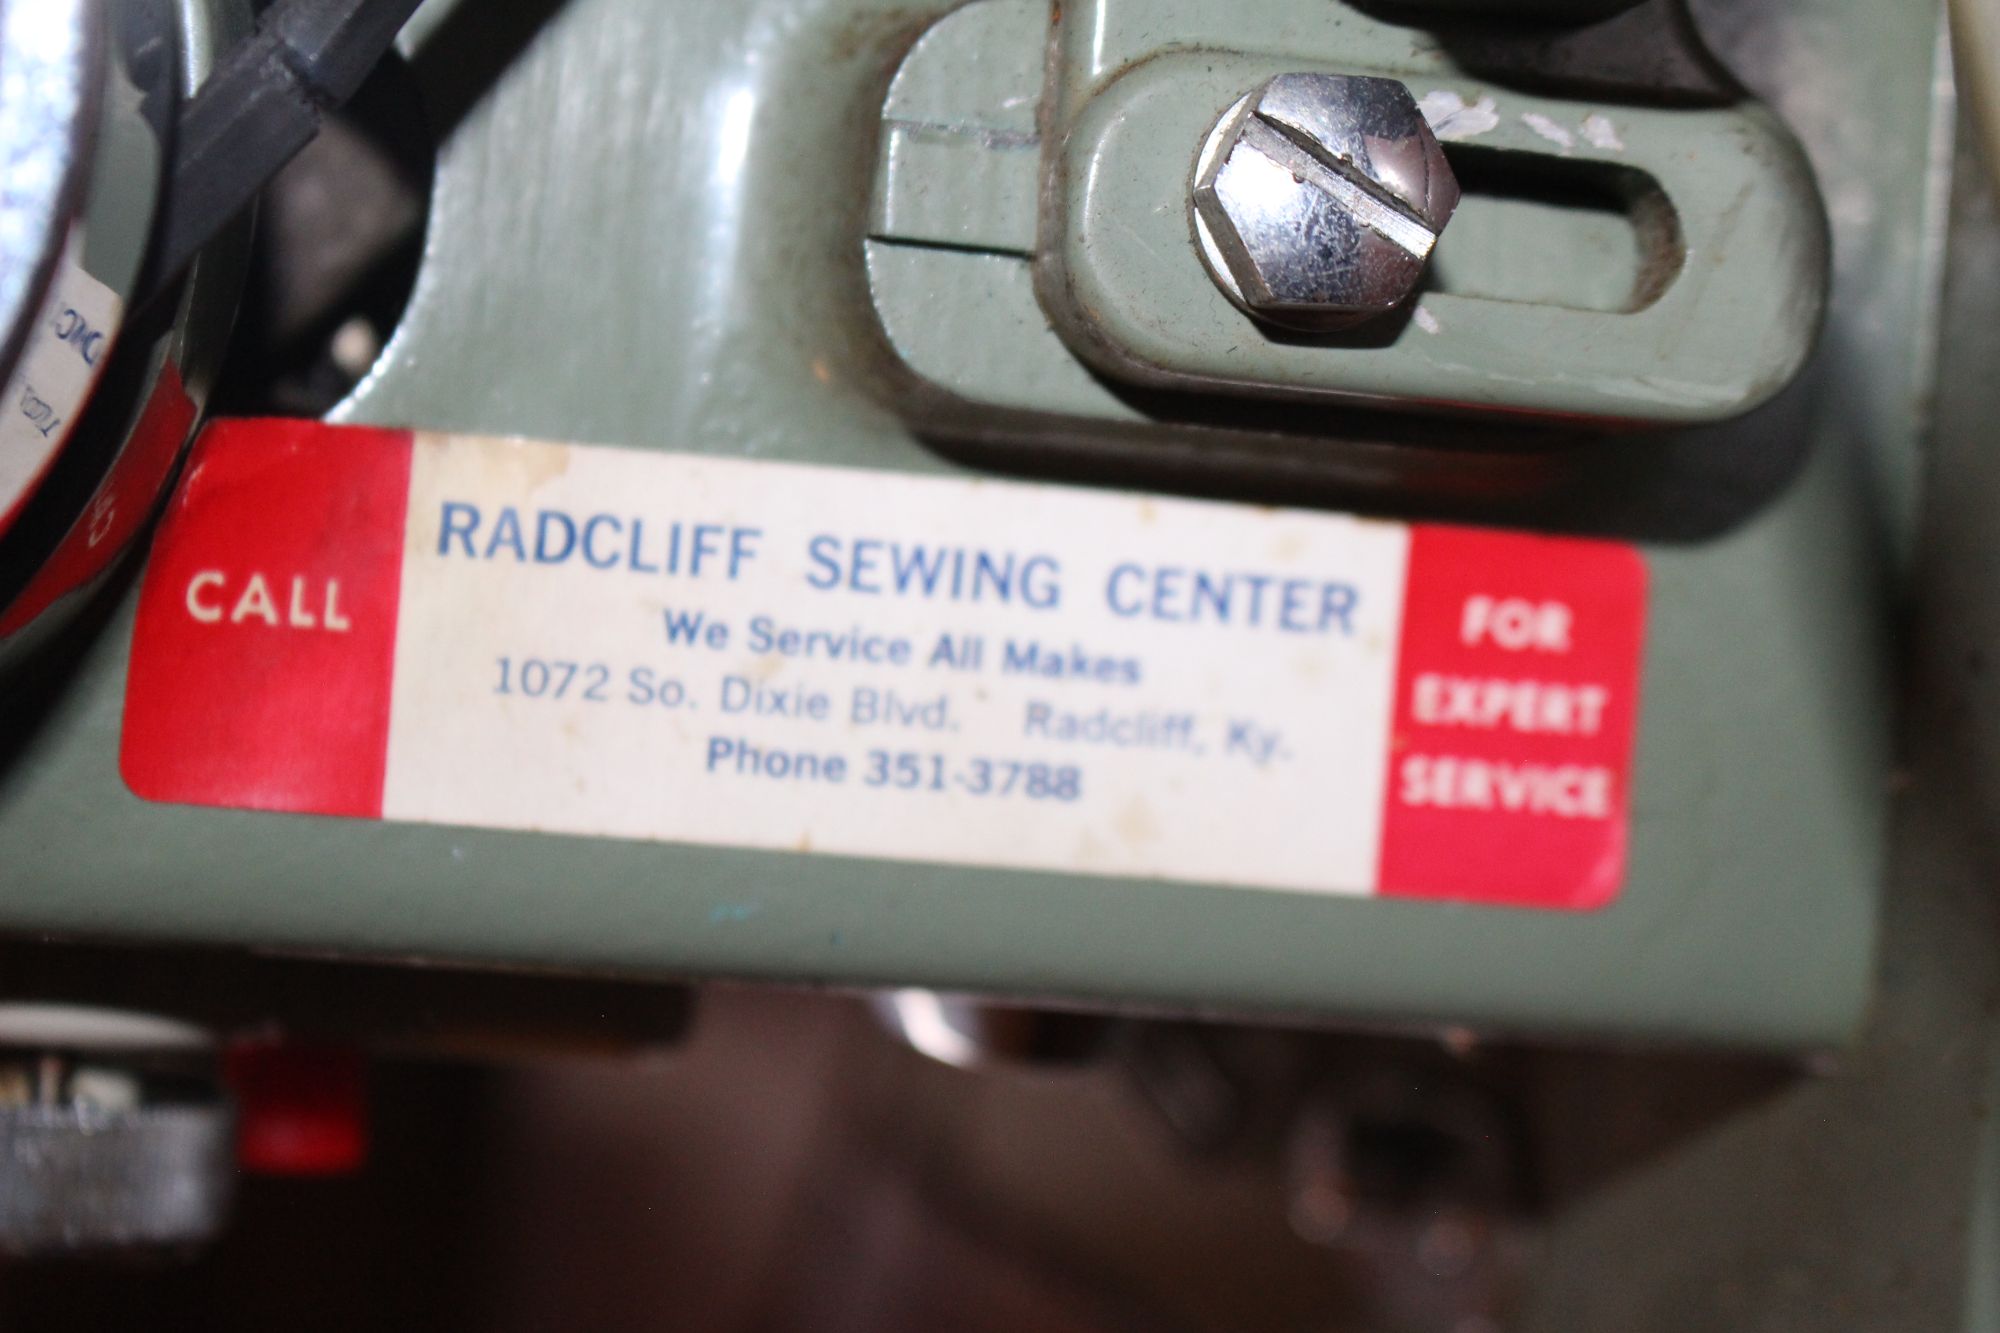 CALL
RADCLIFF SEWING CENTER
We Service All Makes
1072 So. Dixie Blvd. Radcliff, Ky.
Phone 351-3788
FOR
EXPERT
SERVICE